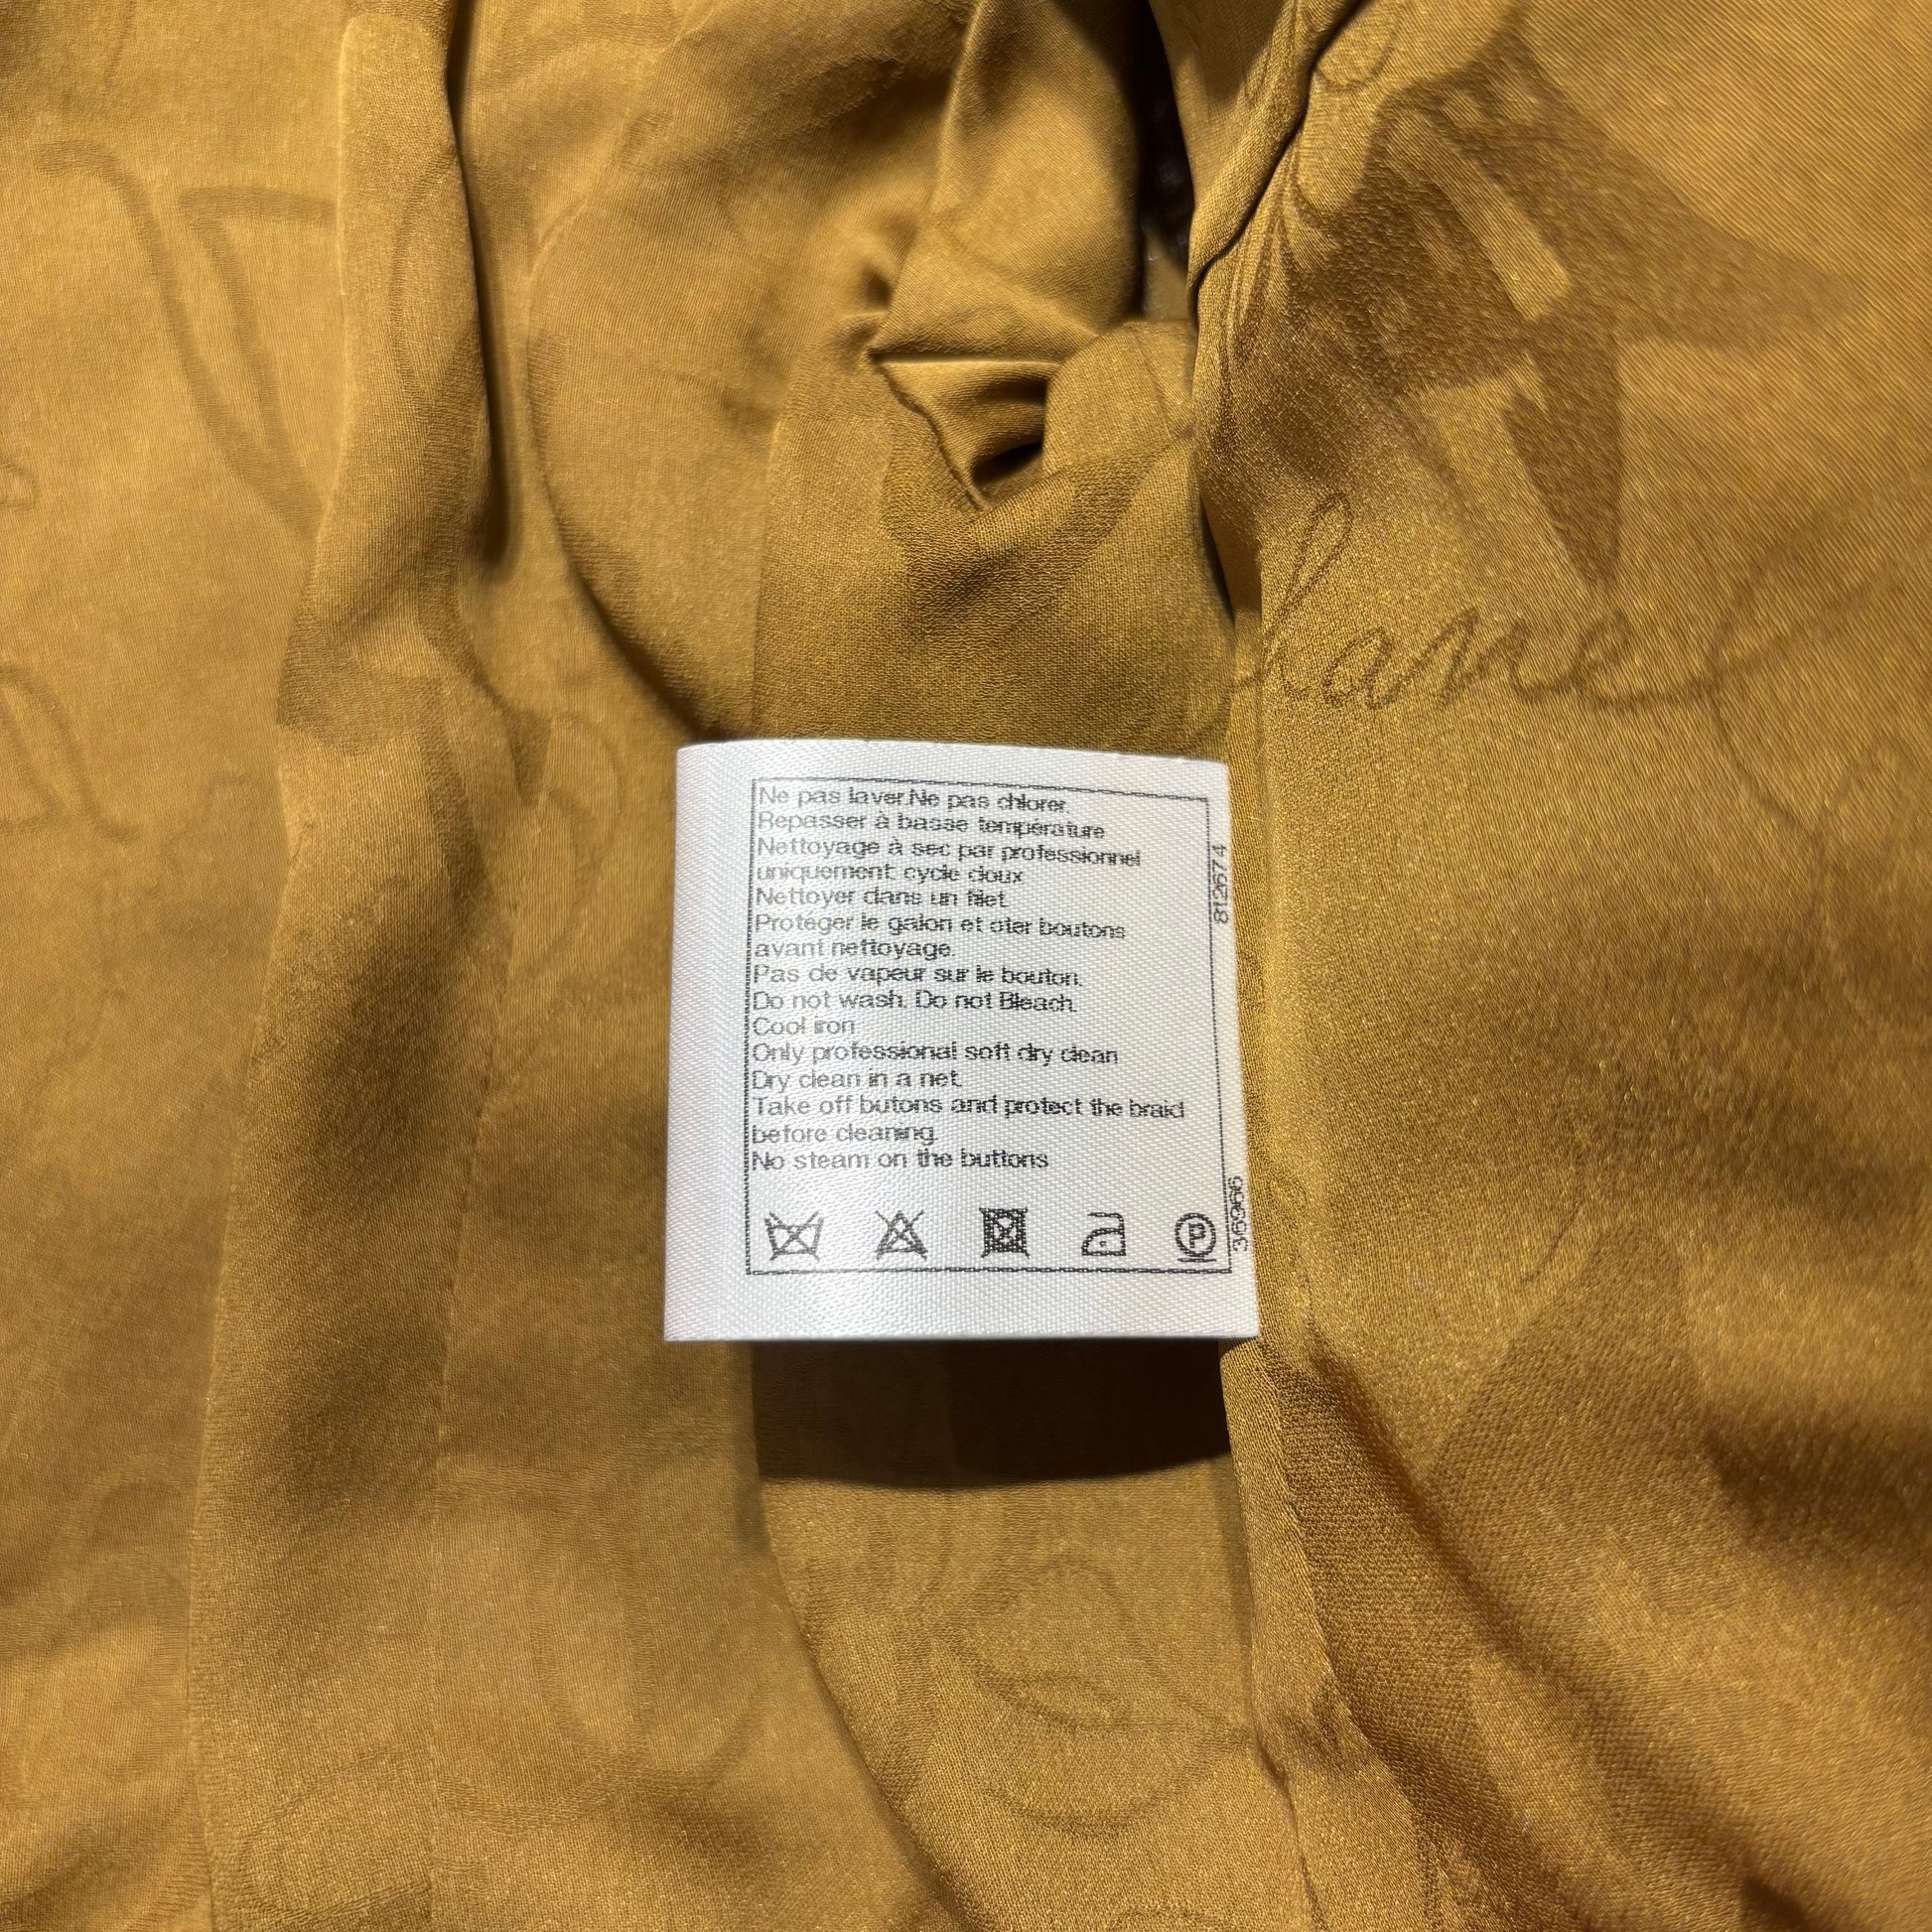 hane
Ne pas laver.Ne pas chlorer.
Repasser à basse température
Nettoyage à sec par professionnel
uniquement: cycle doux
Nettoyer dans un filet.
Protéger le galon et oter boutons
avant nettoyage.
Pas de vapeur sur le bouton.
Do not wash. Do not Bleach.
Cool iron
Only professional soft dry clean
Dry clean in a net.
Take off butons and protect the braid
before cleaning.
No steam on the buttons
P
812674
36966